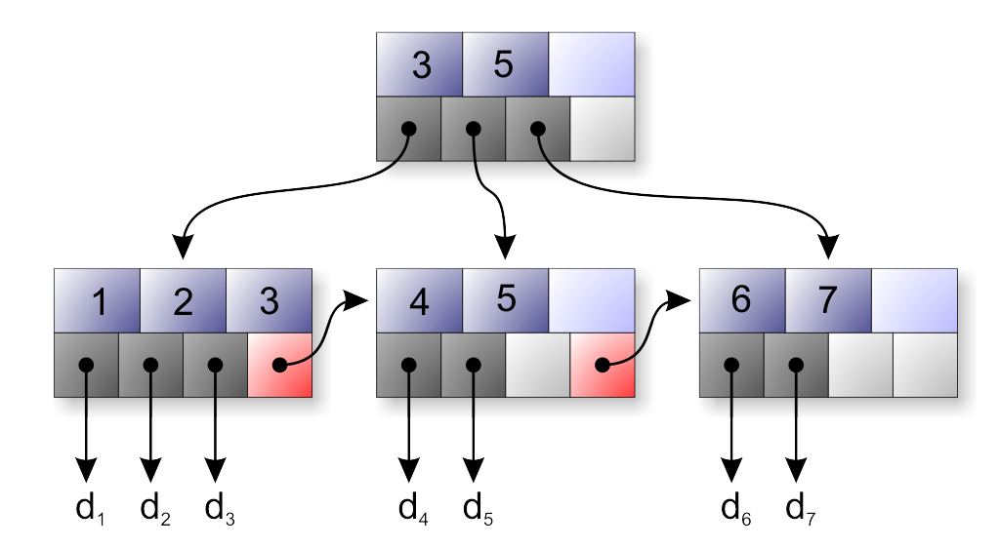 3 5
1 2 3
4 5
6 7
d₁ d₂ d₃
d₄ d₅
d₆ d₇